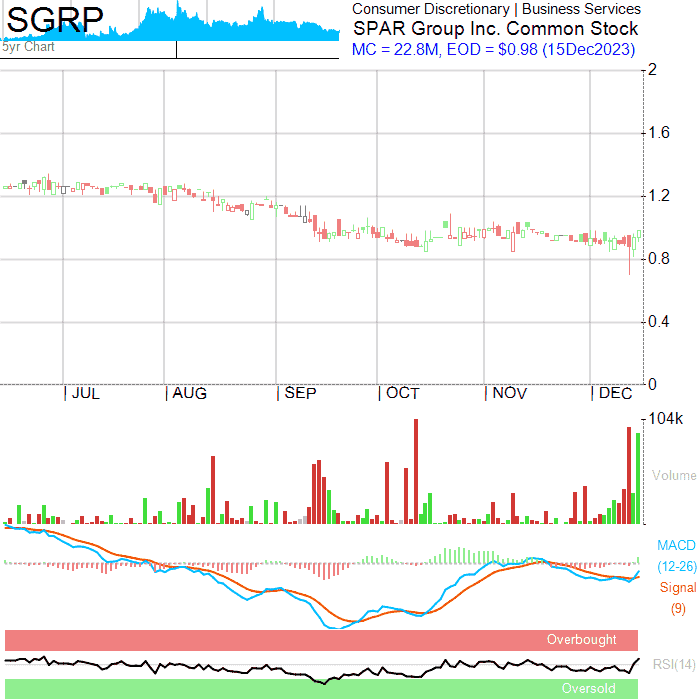 SGRP
5yr Chart
Consumer Discretionary | Business Services
SPAR Group Inc. Common Stock
MC = 22.8M, EOD = $0.98 (15Dec2023)
2
1.6
1.2
0.8
0.4
0
JUL AUG SEP OCT NOV DEC
104k
Volume
MACD
(12-26)
Signal
(9)
Overbought
RSI(14)
Oversold